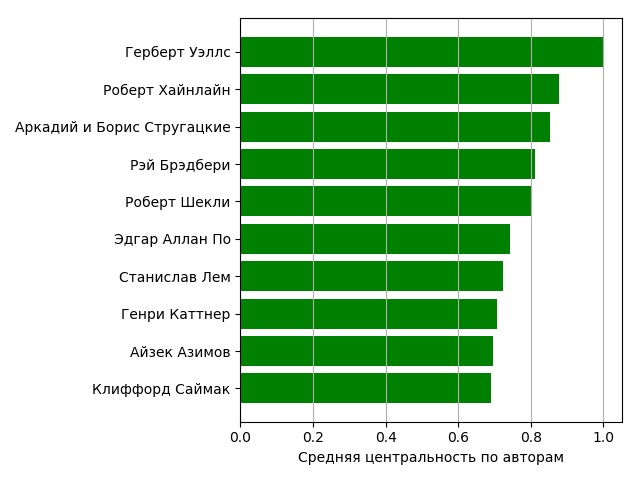 Герберт Уэллс
Роберт Хайнлайн
Аркадий и Борис Стругацкие
Рэй Брэдбери
Роберт Шекли
Эдгар Аллан По
Станислав Лем
Генри Каттнер
Айзек Азимов
Клиффорд Саймак
0.0 0.2 0.4 0.6 0.8 1.0
Средняя центральность по авторам